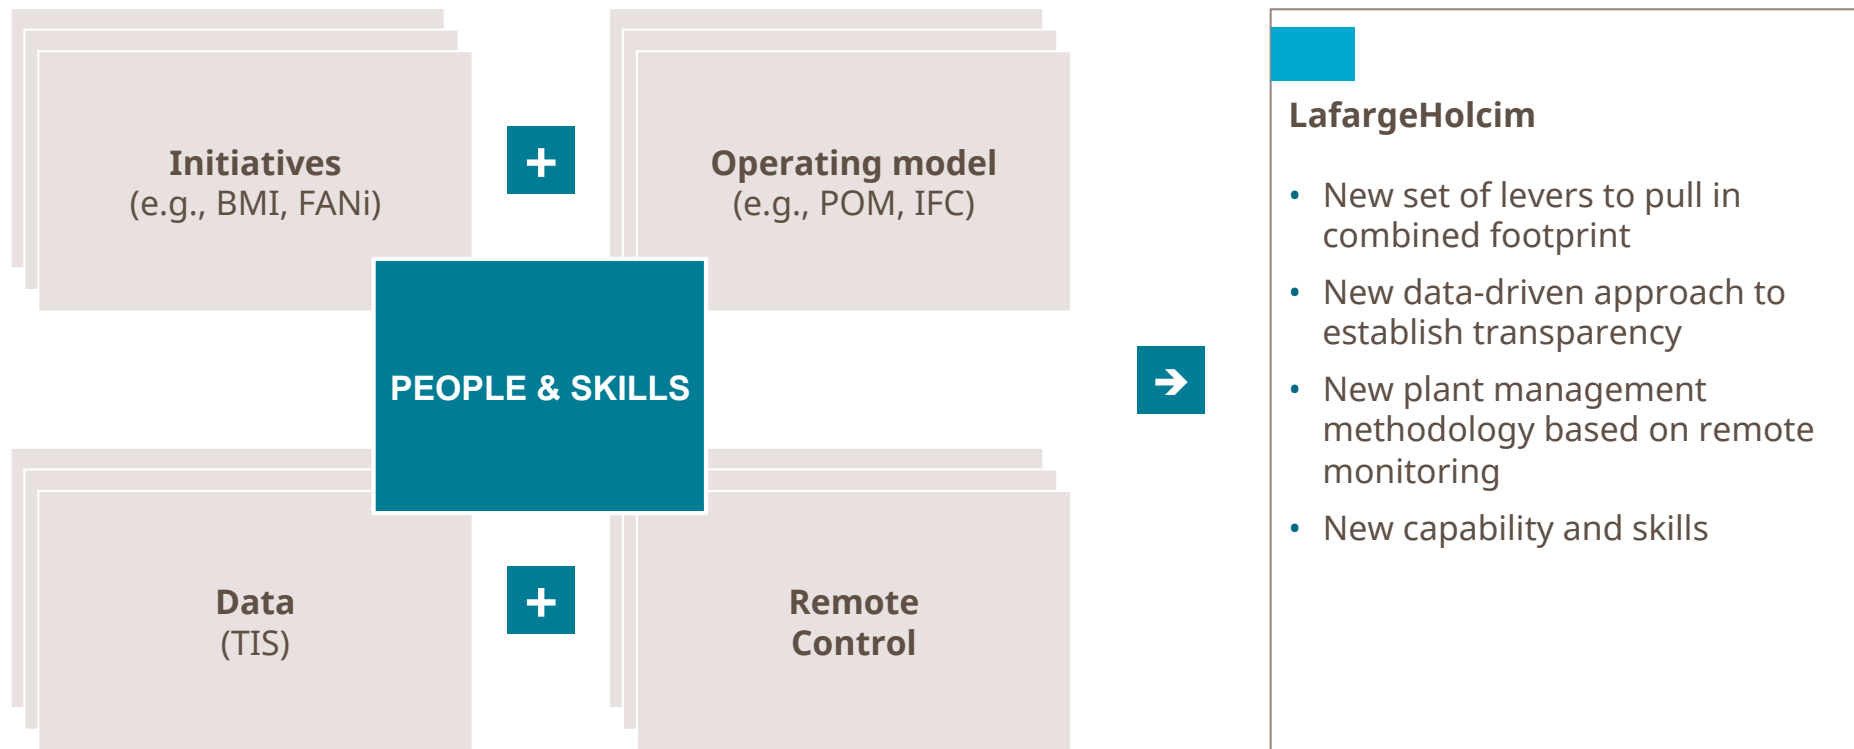 Initiatives
(e.g., BMI, FANi)
+
Operating model
(e.g., POM, IFC)
PEOPLE & SKILLS
Data
(TIS)
+
Remote
Control
➔
LafargeHolcim
• New set of levers to pull in
combined footprint
• New data-driven approach to
establish transparency
• New plant management
methodology based on remote
monitoring
• New capability and skills